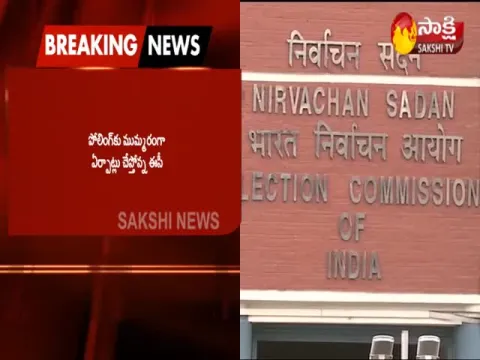 BREAKING NEWS
పోలింగ్‌కు ముమ్మరంగా
ఏర్పాట్లు చేస్తోన్న ఈసీ
SAKSHI NEWS
సాక్షి
SAKSHI TV
निर्वाचन सदन
NIRVACHAN SADAN
भारत निर्वाचन आयोग
LECTION COMMISSION
OF
INDIA